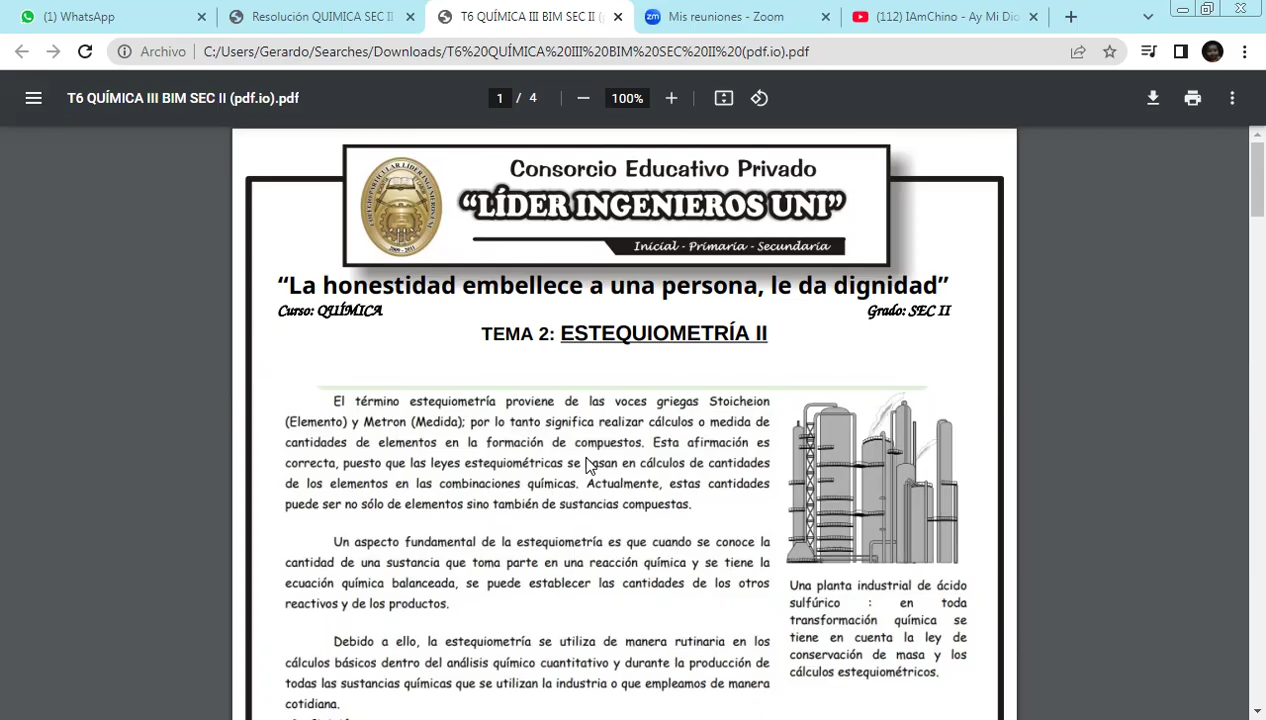 WhatsApp
Resolución QUIMICA SEC II
T6 QUÍMICA III BIM SEC II (
Mis reuniones - Zoom
(112) IAmChino - Ay Mi Dio
Archivo
C:/Users/Gerardo/Searches/Downloads/T6%20QUÍMICA%20III%20BIM%20SEC%20II%20(pdf.io).pdf
T6 QUÍMICA III BIM SEC II (pdf.io).pdf
1 / 4
100%
Consorcio Educativo Privado
“LÍDER INGENIEROS UNI”
Inicial - Primaria - Secundaria
2009 - 2011
“La honestidad embellece a una persona, le da dignidad”
Curso: QUÍMICA
Grado: SEC II
TEMA 2: ESTEQUIOMETRÍA II
El término estequiometría proviene de las voces griegas Stoicheion
(Elemento) y Metron (Medida); por lo tanto significa realizar cálculos o medida de
cantidades de elementos en la formación de compuestos. Esta afirmación es
correcta, puesto que las leyes estequiométricas se basan en cálculos de cantidades
de los elementos en las combinaciones químicas. Actualmente, estas cantidades
puede ser no sólo de elementos sino también de sustancias compuestas.
Un aspecto fundamental de la estequiometría es que cuando se conoce la
cantidad de una sustancia que toma parte en una reacción química y se tiene la
ecuación química balanceada, se puede establecer las cantidades de los otros
reactivos y de los productos.
Debido a ello, la estequiometría se utiliza de manera rutinaria en los
cálculos básicos dentro del análisis químico cuantitativo y durante la producción de
todas las sustancias químicas que se utilizan la industria o que empleamos de manera
cotidiana.
Una planta industrial de ácido
sulfúrico : en toda
transformación química se
tiene en cuenta la ley de
conservación de masa y los
cálculos estequiométricos.